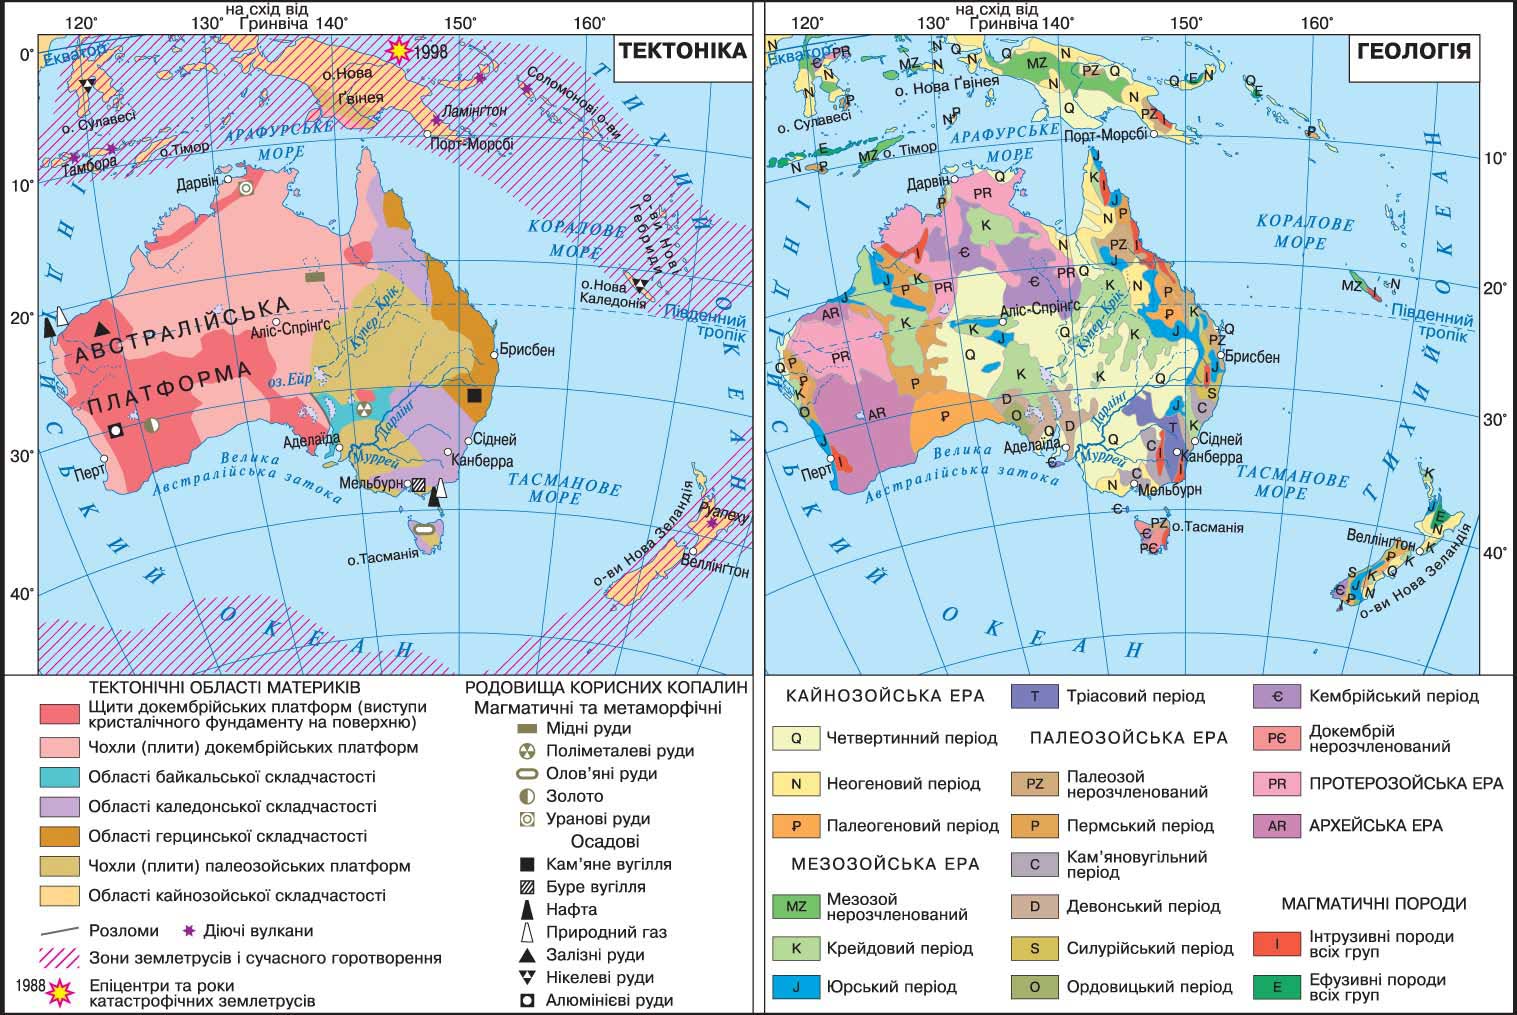 на схід від
Гринвіча
120° 130° 140° 150° 160°
ТЕКТОНІКА
0°
10°
20°
30°
40°
Екватор
1998
о. Нова
Ґвінея
Соломонові о-ви
Ламінґтон
Порт-Морсбі
о. Сулавесі
Тамбора
о.Тімор
АРАФУРСЬКЕ
МОРЕ
Дарвін
КОРАЛОВЕ
МОРЕ
о-ви Нові
Гебриди
о.Нова
Каледонія
Південний
тропік
ТИХИЙ ОКЕАН
ІНДІЙСЬКИЙ ОКЕАН
АВСТРАЛІЙСЬКА
ПЛАТФОРМА
Аліс-Спрінґс
Купер-Крік
оз.Ейр
Брисбен
Дарлінг
Муррей
Аделаїда
Сідней
Канберра
Мельбурн
Перт
Велика
Австралійська затока
ТАСМАНОВЕ
МОРЕ
о.Тасманія
о-ви Нова Зеландія
Руапеху
Веллінґтон
ТЕКТОНІЧНІ ОБЛАСТІ МАТЕРИКІВ
Щити докембрійських платформ (виступи
кристалічного фундаменту на поверхню)
Чохли (плити) докембрійських платформ
Області байкальської складчастості
Області каледонської складчастості
Області герцинської складчастості
Чохли (плити) палеозойських платформ
Області кайнозойської складчастості
Розломи
Діючі вулкани
Зони землетрусів і сучасного горотворення
1988
Епіцентри та роки
катастрофічних землетрусів
РОДОВИЩА КОРИСНИХ КОПАЛИН
Магматичні та метаморфічні
Мідні руди
Поліметалеві руди
Олов'яні руди
Золото
Уранові руди
Осадові
Кам'яне вугілля
Буре вугілля
Нафта
Природний газ
Залізні руди
Нікелеві руди
Алюмінієві руди
на схід від
Гринвіча
120° 130° 140° 150° 160°
ГЕОЛОГІЯ
10°
20°
30°
40°
Екватор
о. Сулавесі
о. Нова Ґвінея
Порт-Морсбі
о. Тімор
АРАФУРСЬКЕ
МОРЕ
Дарвін
КОРАЛОВЕ
МОРЕ
Південний
тропік
ТИХИЙ ОКЕАН
ІНДІЙСЬКИЙ ОКЕАН
Аліс-Спрінґс
Купер-Крік
Брисбен
Дарлінг
Муррей
Аделаїда
Сідней
Канберра
Мельбурн
Перт
Велика
Австралійська затока
ТАСМАНОВЕ
МОРЕ
о.Тасманія
Веллінґтон
о-ви Нова Зеландія
КАЙНОЗОЙСЬКА ЕРА
Q Четвертинний період
N Неогеновий період
Ꝑ Палеогеновий період
МЕЗОЗОЙСЬКА ЕРА
MZ Мезозой
нерозчленований
K Крейдовий період
J Юрський період
T Тріасовий період
ПАЛЕОЗОЙСЬКА ЕРА
PZ Палеозой
нерозчленований
P Пермський період
C Кам'яновугільний
період
D Девонський період
S Силурійський період
O Ордовицький період
Є Кембрійський період
PЄ Докембрій
нерозчленований
PR ПРОТЕРОЗОЙСЬКА ЕРА
AR АРХЕЙСЬКА ЕРА
МАГМАТИЧНІ ПОРОДИ
I Інтрузивні породи
всіх груп
E Ефузивні породи
всіх груп